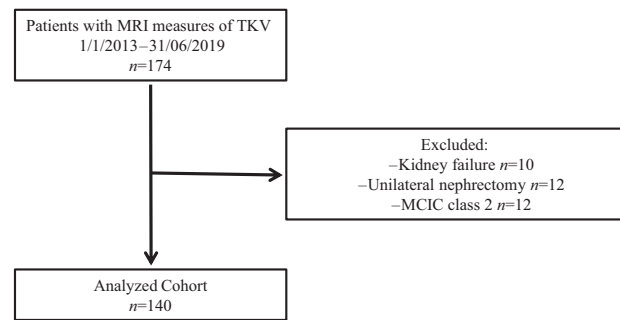 Patients with MRI measures of TKV
1/1/2013–31/06/2019
n=174
Excluded:
–Kidney failure n=10
–Unilateral nephrectomy n=12
–MCIC class 2 n=12
Analyzed Cohort
n=140